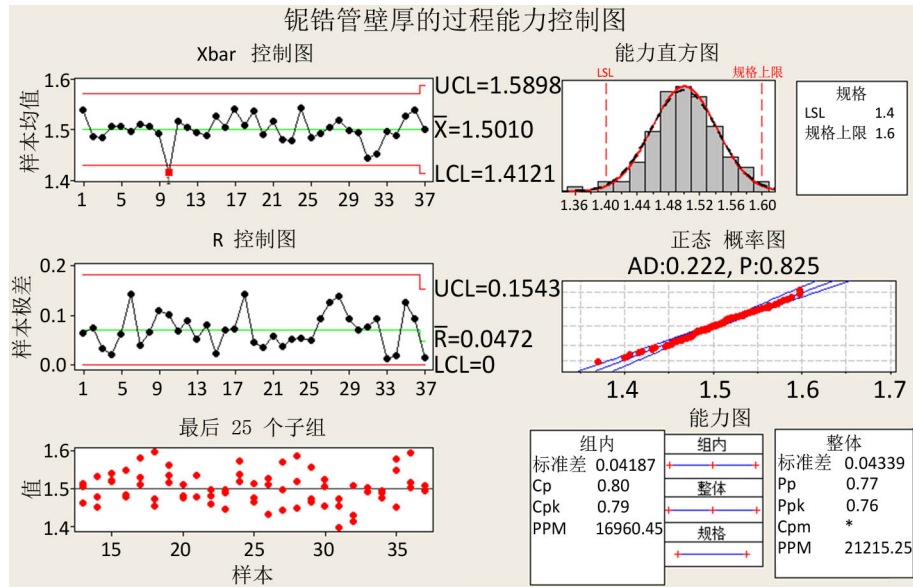 铌锆管壁厚的过程能力控制图
Xbar 控制图
样本均值
1.6
1.5
1.4
1 5 9 13 17 21 25 29 33 37
UCL=1.5898
X=1.5010
LCL=1.4121
能力直方图
LSL 规格上限
1.36 1.40 1.44 1.48 1.52 1.56 1.60
规格
LSL 1.4
规格上限 1.6
R 控制图
样本极差
0.2
0.1
0.0
1 5 9 13 17 21 25 29 33 37
UCL=0.1543
R=0.0472
LCL=0
正态 概率图
AD:0.222, P:0.825
1.4 1.5 1.6 1.7
最后 25 个子组
值
1.6
1.5
1.4
15 20 25 30 35
样本
能力图
组内
标准差 0.04187
Cp 0.80
Cpk 0.79
PPM 16960.45
组内
整体
规格
整体
标准差 0.04339
Pp 0.77
Ppk 0.76
Cpm *
PPM 21215.25